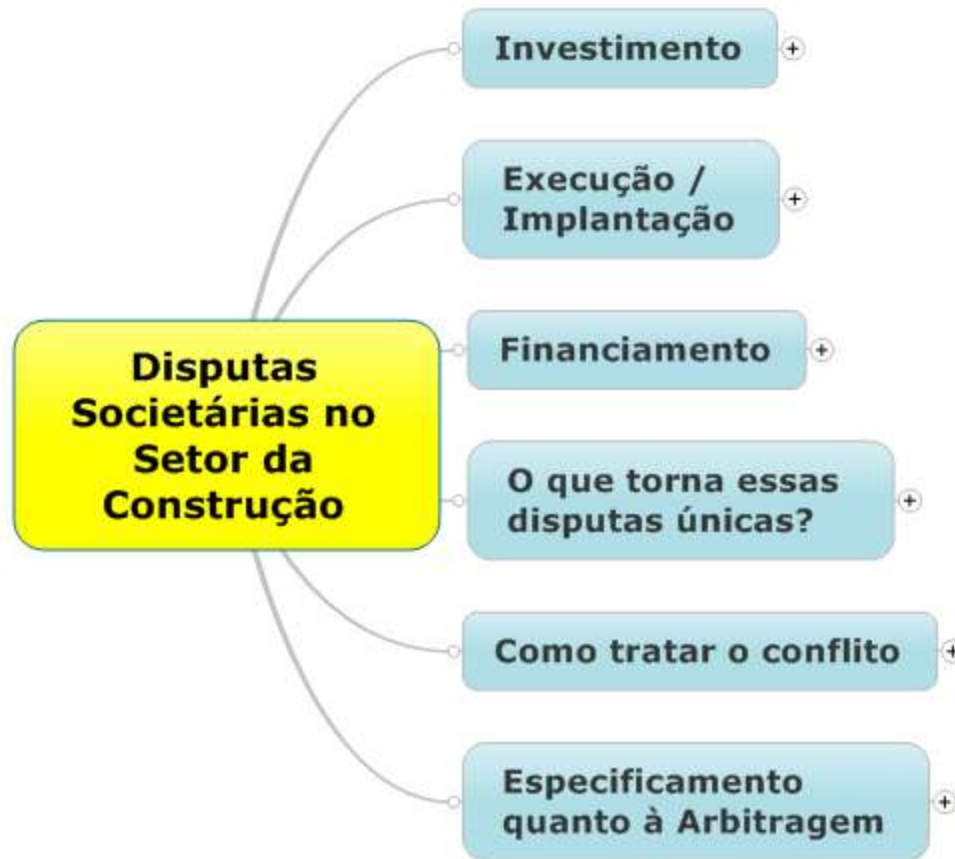 Investimento
Execução /
Implantação
Financiamento
Disputas
Societárias no
Setor da
Construção
O que torna essas
disputas únicas?
Como tratar o conflito
Especificamento
quanto à Arbitragem